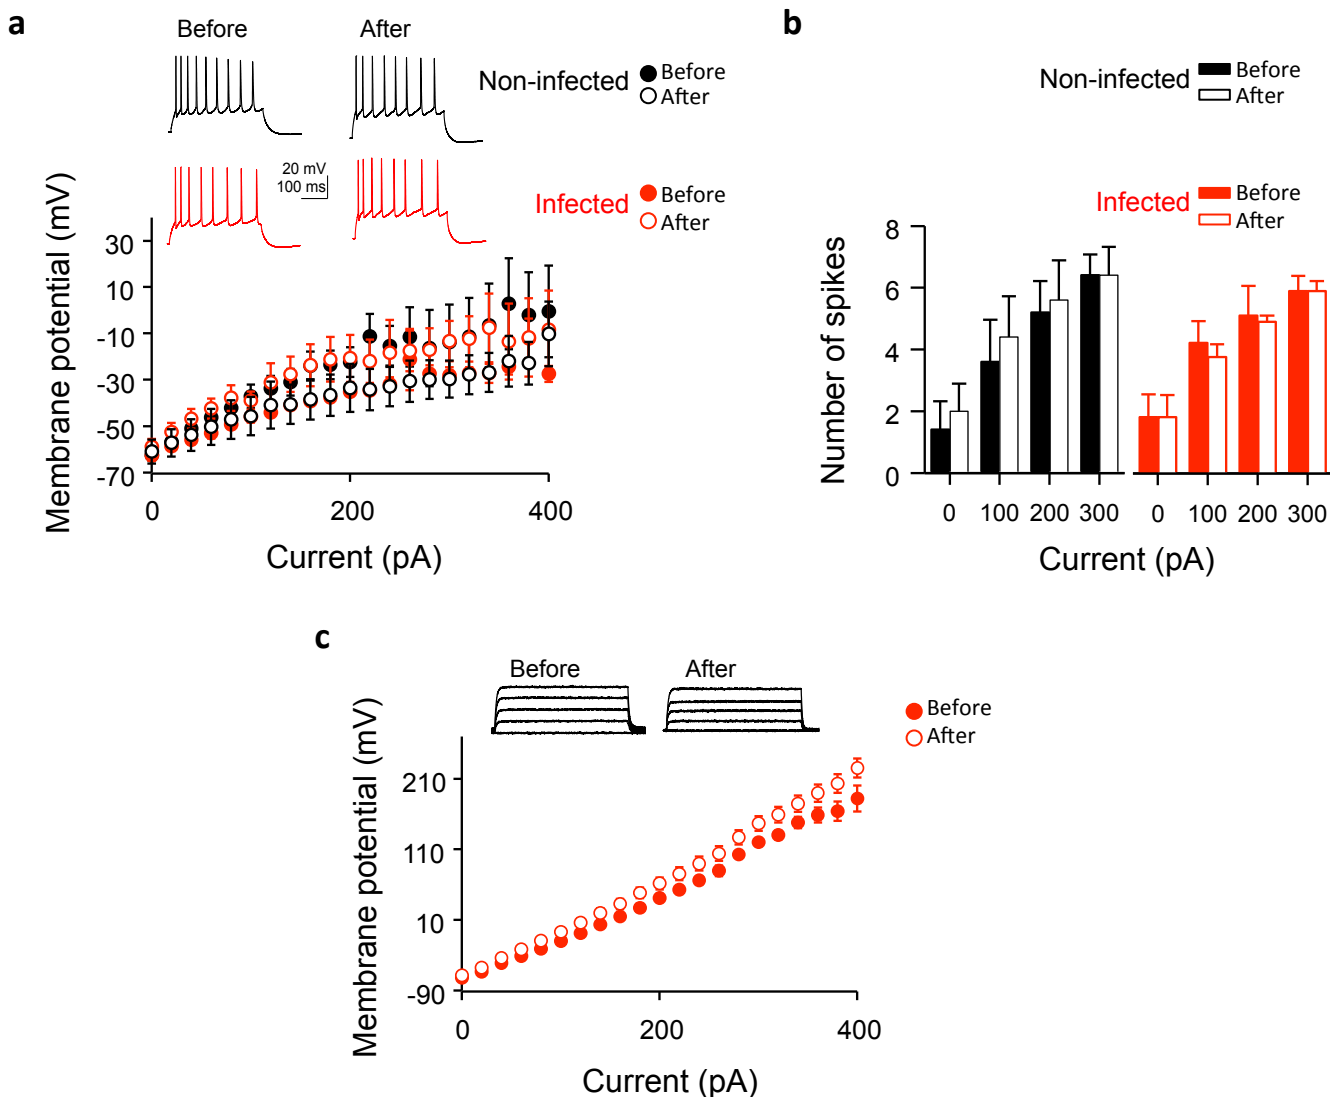 a
Before
After
Non-infected
Before
After
20 mV
100 ms
Infected
Before
After
Membrane potential (mV)
30
10
-10
-30
-50
-70
0
200
400
Current (pA)
b
Non-infected
Before
After
Infected
Before
After
Number of spikes
8
6
4
2
0
0
100
200
300
0
100
200
300
Current (pA)
c
Before
After
Before
After
Membrane potential (mV)
210
110
10
-90
0
200
400
Current (pA)